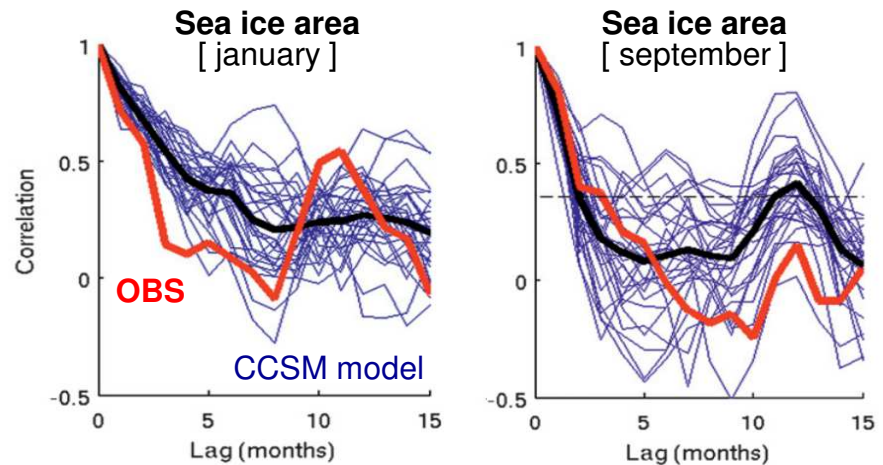 Sea ice area
[ january ]
1
0.5
0
-0.5
Correlation
OBS
CCSM model
0
5
10
15
Lag (months)
Sea ice area
[ september ]
1
0.5
0
-0.5
0
5
10
15
Lag (months)